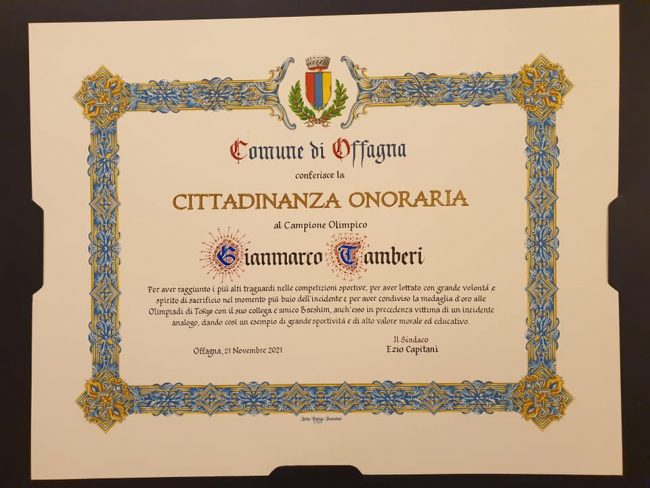 Comune di Offagna
conferisce la
CITTADINANZA ONORARIA
al Campione Olimpico
Gianmarco Tamberi
Per aver raggiunto i più alti traguardi nelle competizioni sportive, per aver lottato con grande volontà e
spirito di sacrificio nel momento più buio dell'incidente e per aver condiviso la medaglia d'oro alle
Olimpiadi di Tokyo con il suo collega e amico Barshim, anch'esso in precedenza vittima di un incidente
analogo, dando così un esempio di grande sportività e di alto valore morale ed educativo.
Offagna, 21 Novembre 2021
Il Sindaco
Ezio Capitani